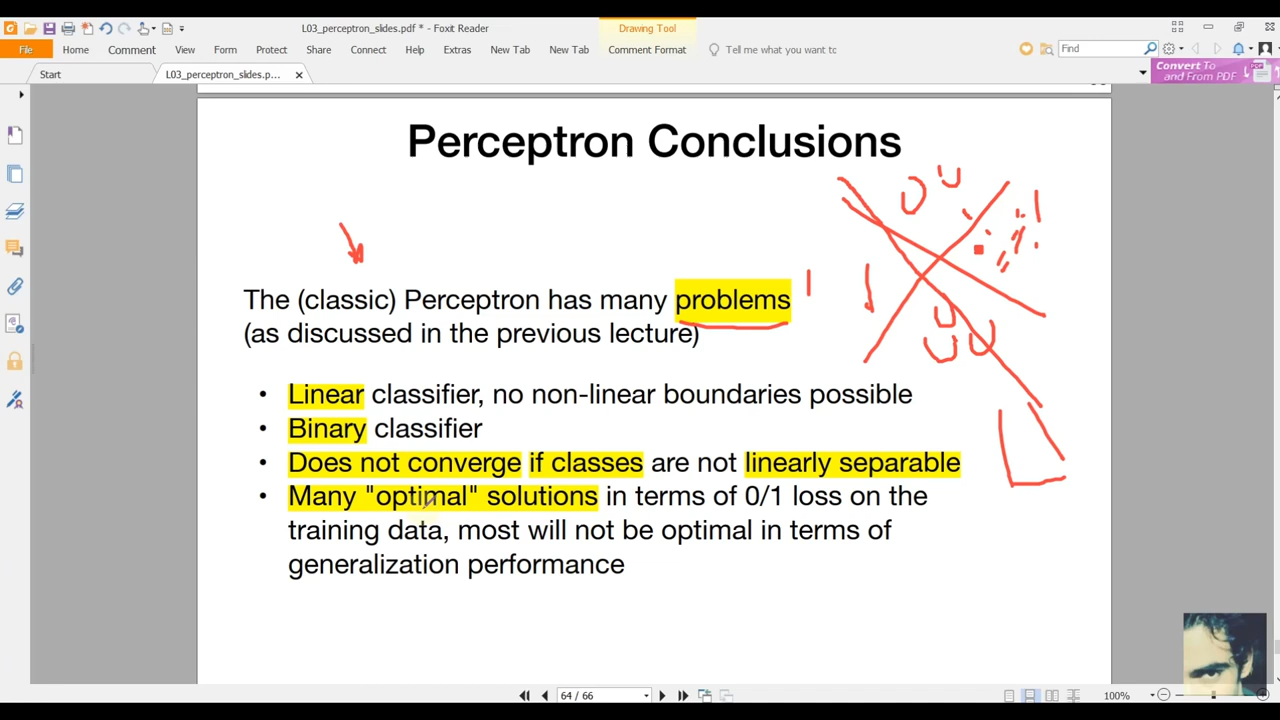 L03_perceptron_slides.pdf * - Foxit Reader
Drawing Tool
File
Home
Comment
View
Form
Protect
Share
Connect
Help
Extras
New Tab
New Tab
Comment Format
Tell me what you want tc
Find
Start
L03_perceptron_slides.p...
Convert To
and From PDF
Perceptron Conclusions
The (classic) Perceptron has many problems
(as discussed in the previous lecture)
• Linear classifier, no non-linear boundaries possible
• Binary classifier
• Does not converge if classes are not linearly separable
• Many "optimal" solutions in terms of 0/1 loss on the
training data, most will not be optimal in terms of
generalization performance
64 / 66
100%